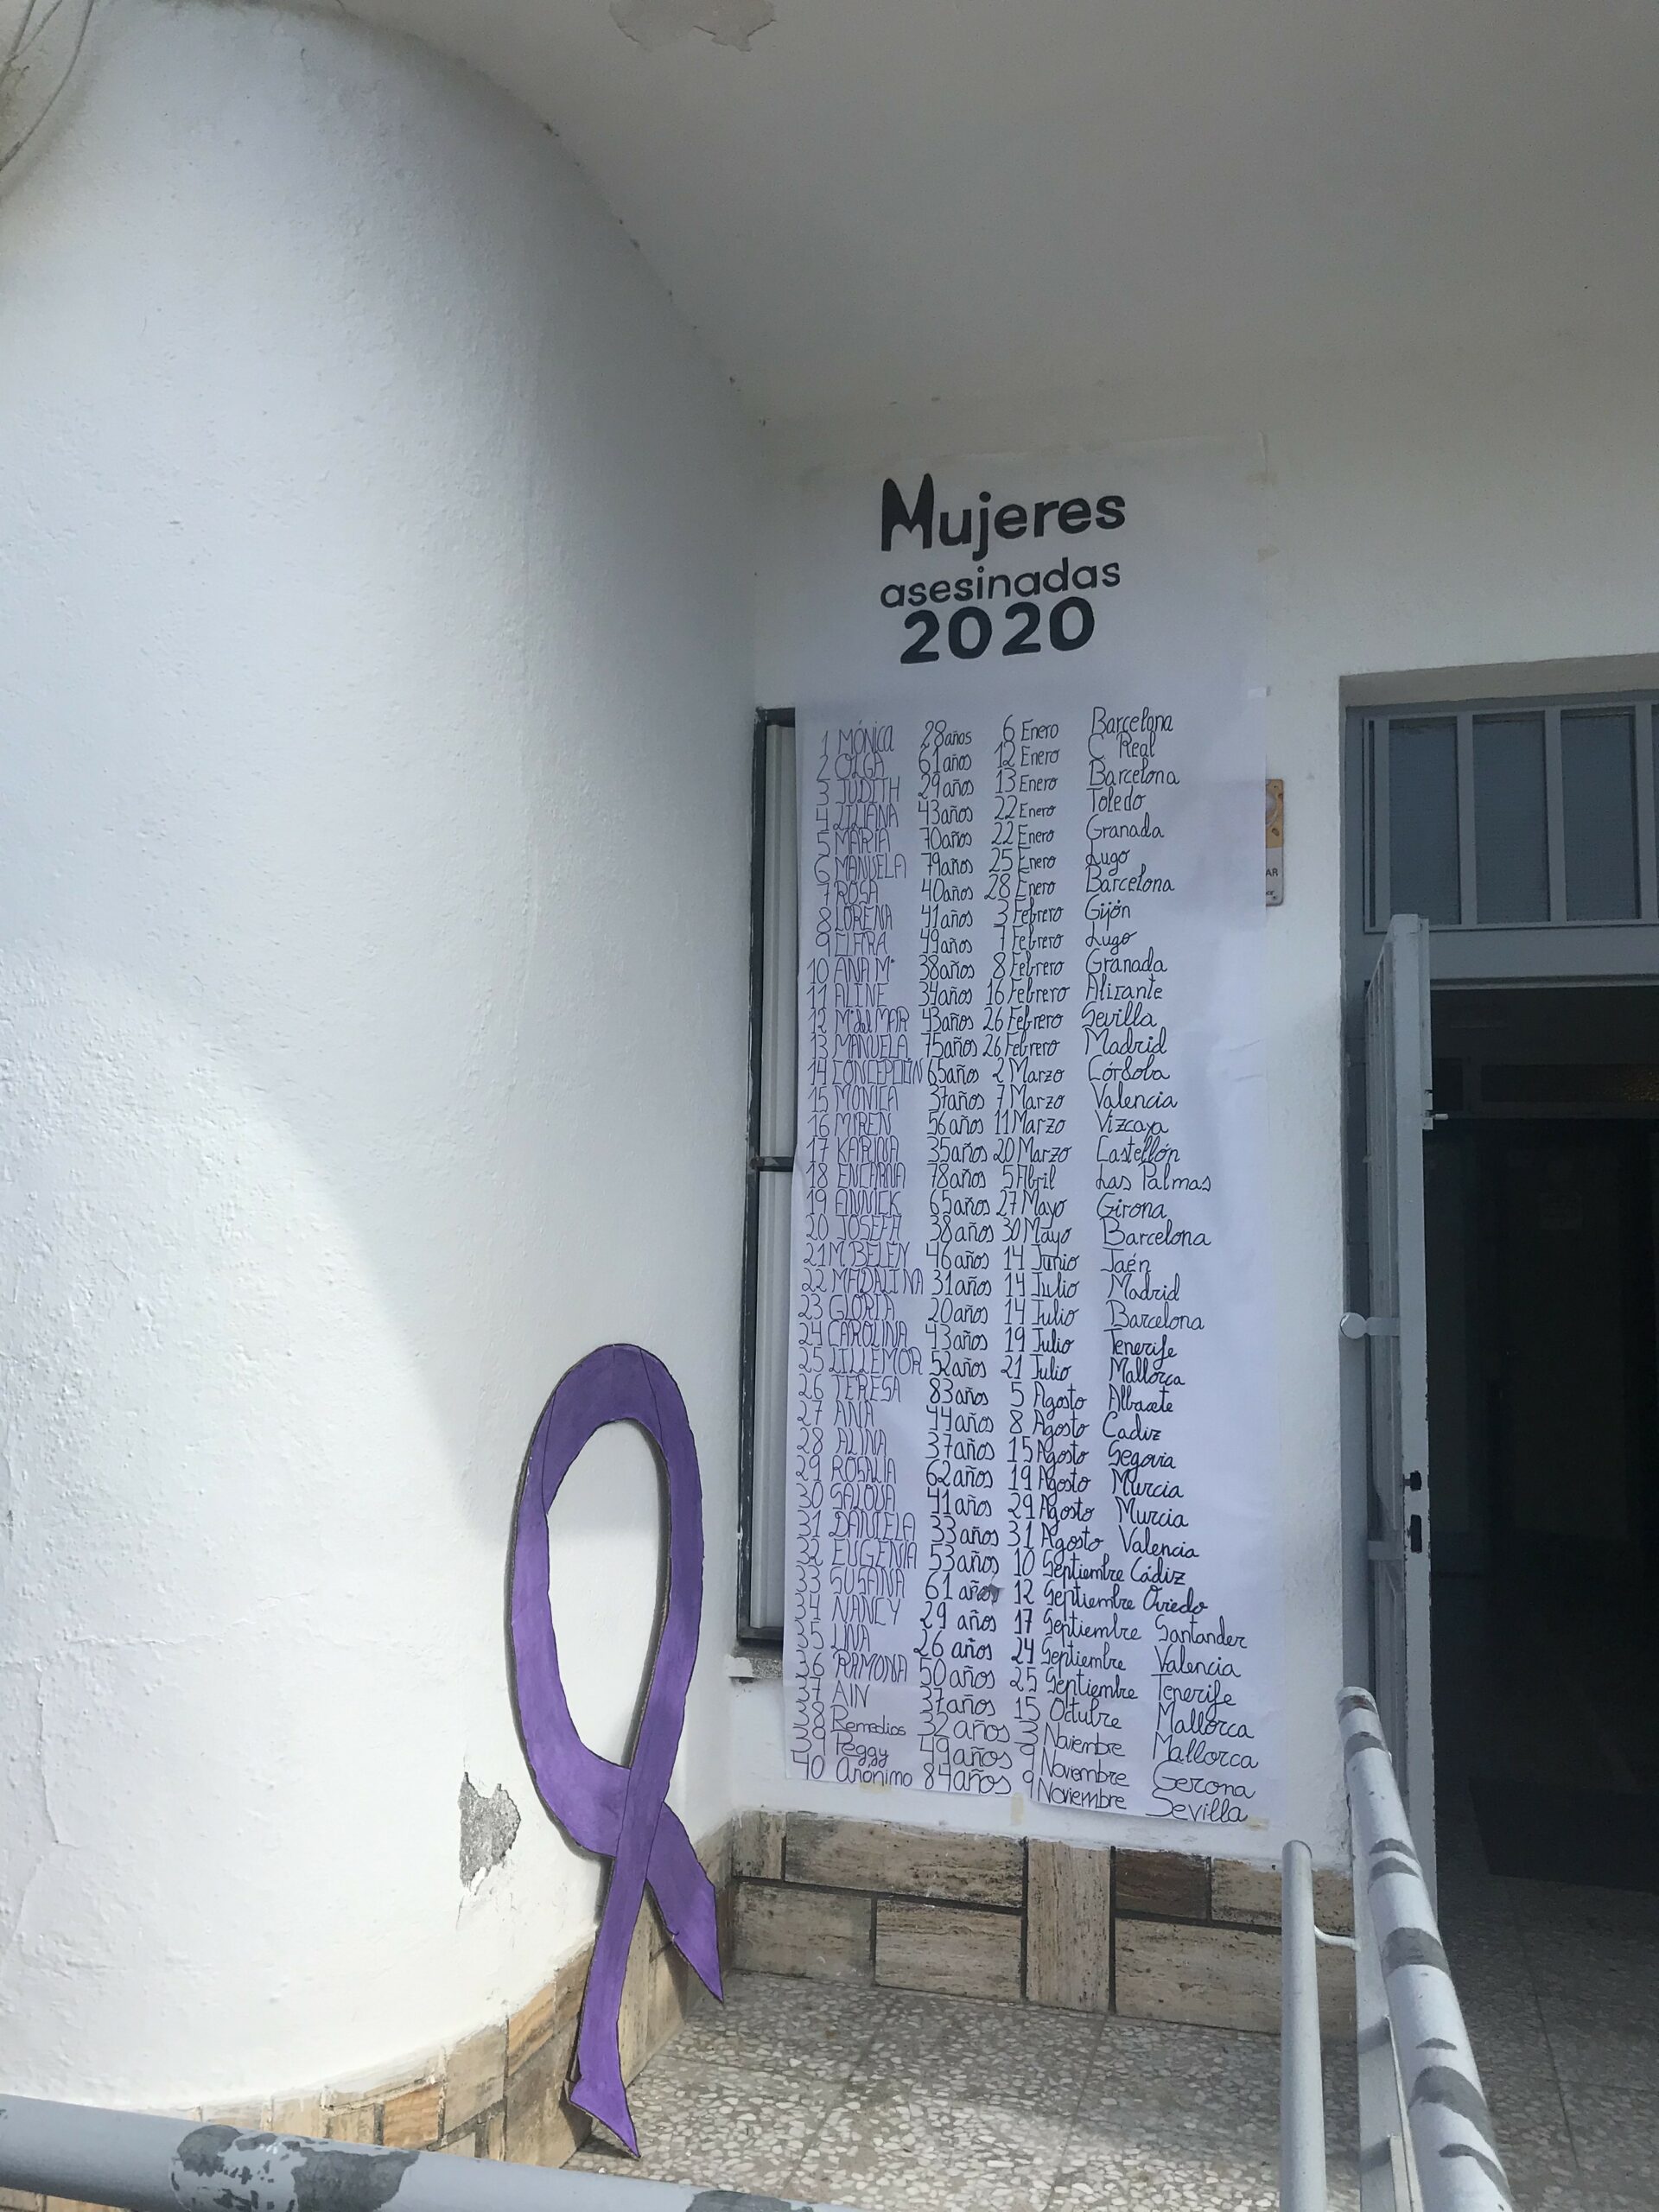 Mujeres
asesinadas
2020
1 MÓNICA 28años 6 Enero Barcelona
2 OLGA 61años 12 Enero C Real
3 JUDITH 29años 13 Enero Barcelona
4 LILIANA 43años 22 Enero Toledo
5 MARIA 70años 22 Enero Granada
6 MANUELA 79años 25 Enero Lugo
7 ROSA 40años 28 Enero Barcelona
8 LORENA 41años 3 Febrero Gijón
9 49años 7 Febrero Lugo
10 ANA Mª 38años 8 Febrero Granada
11 ALINE 34años 16 Febrero Alicante
12 Mª del MAR 43años 26 Febrero Sevilla
13 MANUELA 75años 26 Febrero Madrid
14 CONCEPCIÓN 65años 2 Marzo Córdoba
15 MONICA 37años 7 Marzo Valencia
16 MIREN 56años 11 Marzo Vizcaya
17 KARINA 35años 20 Marzo Castellón
18 ENCARNA 78años 5 Abril Las Palmas
19 ANNICK 65años 27 Mayo Girona
20 JOSEFA 38años 30 Mayo Barcelona
21 M. BELÉN 46años 14 Junio Jaén
22 MADALINA 31años 14 Julio Madrid
23 GLORIA 20años 14 Julio Barcelona
24 CAROLINA 43años 19 Julio Tenerife
25 LILLEMOR 52años 21 Julio Mallorca
26 TERESA 83años 5 Agosto Albacete
27 ANA 44años 8 Agosto Cadiz
28 ALINA 37años 15 Agosto Segovia
29 ROSALIA 62años 19 Agosto Murcia
30 SALOUA 41años 29 Agosto Murcia
31 DANIELA 33años 31 Agosto Valencia
32 EUGENIA 53años 10 Septiembre Cádiz
33 SUSANA 61 años 12 Septiembre Oviedo
34 NANCY 29 años 17 Septiembre Santander
35 LINA 26 años 24 Septiembre Valencia
36 RAMONA 50años 25 Septiembre Tenerife
37 AIN 37años 15 Octubre Mallorca
38 Remedios 32 años 3 Noviembre Mallorca
39 Peggy 49años 9 Novembre Gerona
40 Anónimo 84años 9 Noviembre Sevilla
AR